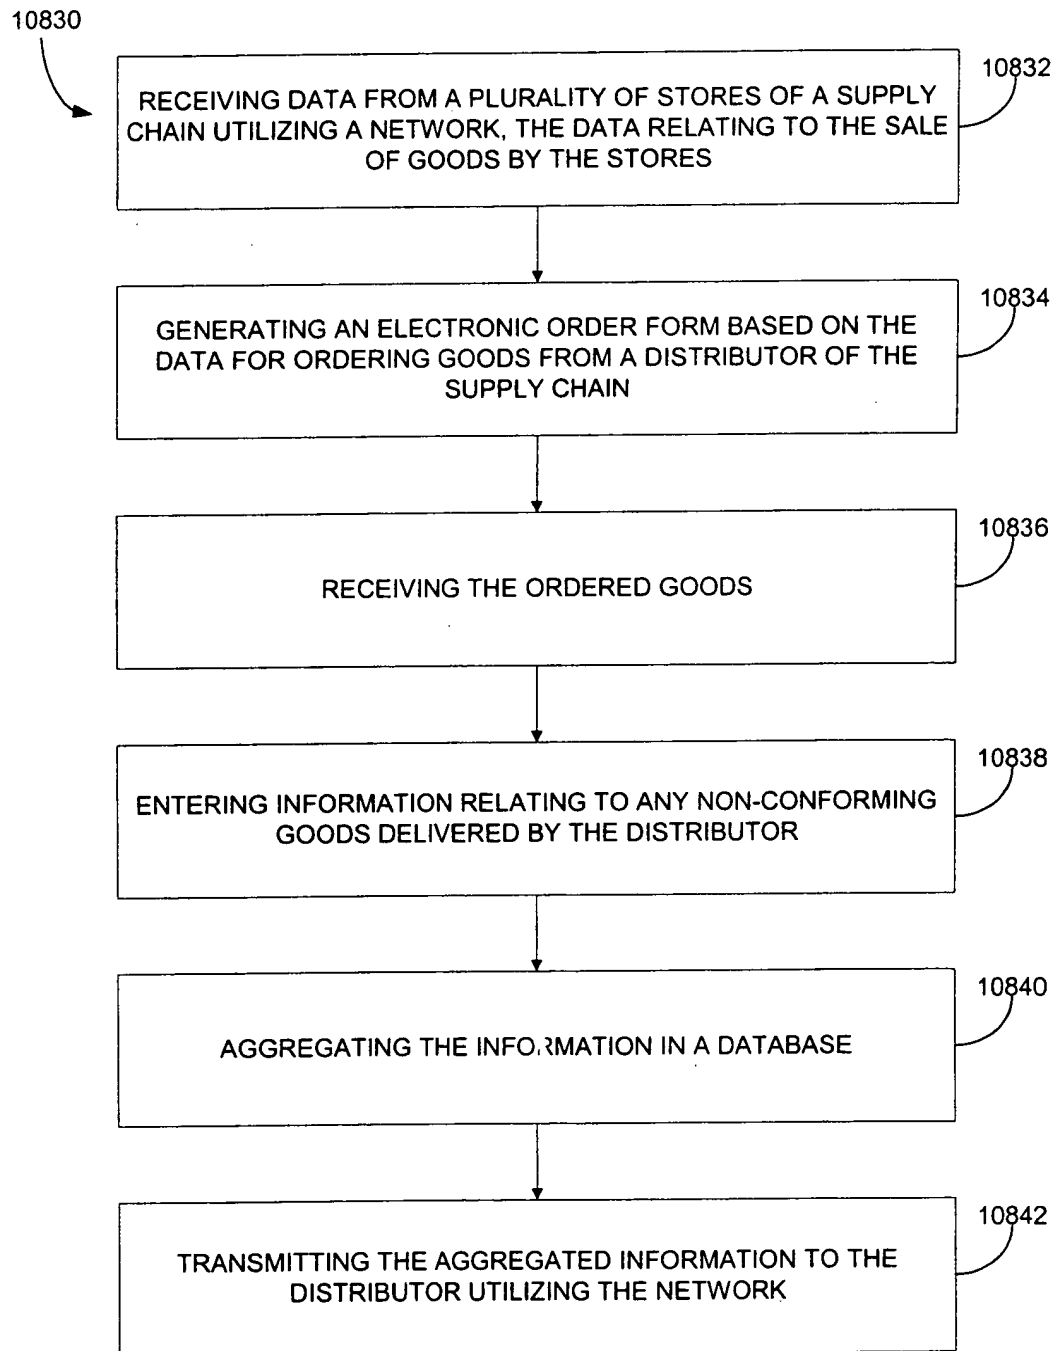 10830
10832
RECEIVING DATA FROM A PLURALITY OF STORES OF A SUPPLY
CHAIN UTILIZING A NETWORK, THE DATA RELATING TO THE SALE
OF GOODS BY THE STORES
10834
GENERATING AN ELECTRONIC ORDER FORM BASED ON THE
DATA FOR ORDERING GOODS FROM A DISTRIBUTOR OF THE
SUPPLY CHAIN
10836
RECEIVING THE ORDERED GOODS
10838
ENTERING INFORMATION RELATING TO ANY NON-CONFORMING
GOODS DELIVERED BY THE DISTRIBUTOR
10840
AGGREGATING THE INFORMATION IN A DATABASE
10842
TRANSMITTING THE AGGREGATED INFORMATION TO THE
DISTRIBUTOR UTILIZING THE NETWORK